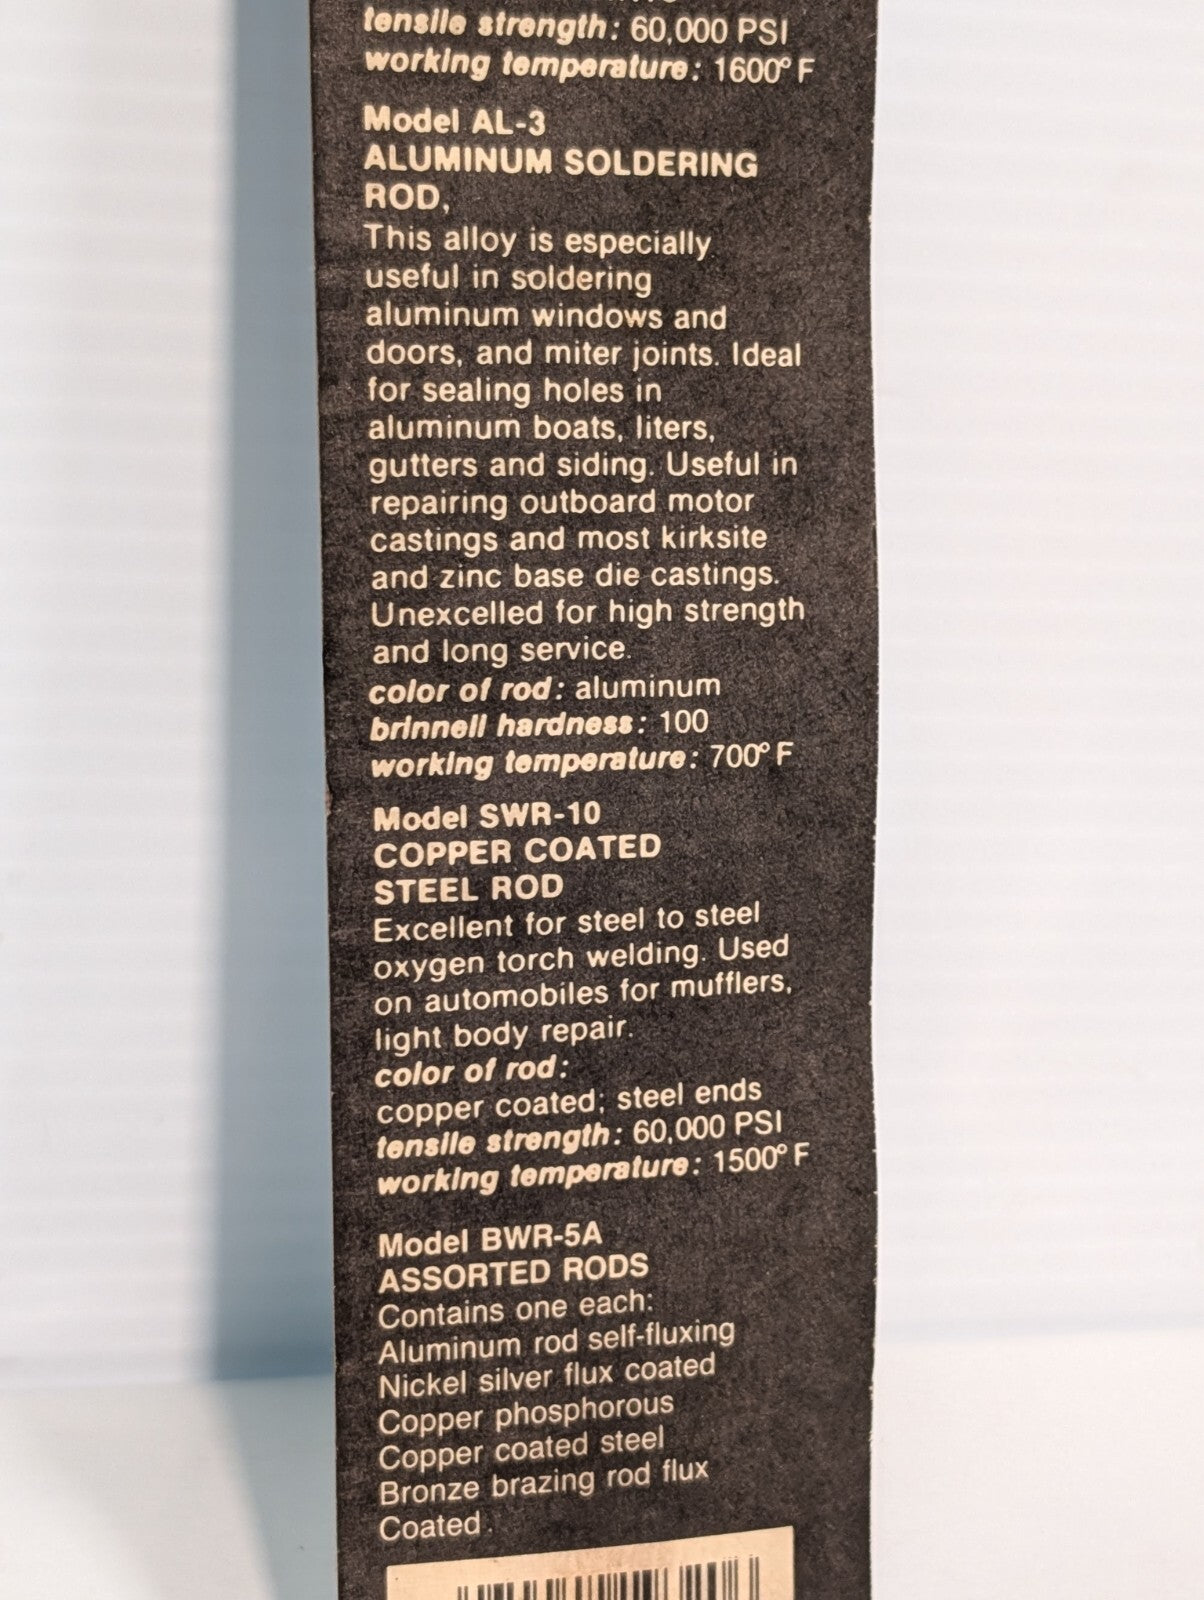 tensile strength: 60,000 PSI
working temperature: 1600° F
Model AL-3
ALUMINUM SOLDERING
ROD,
This alloy is especially
useful in soldering
aluminum windows and
doors, and miter joints. Ideal
for sealing holes in
aluminum boats, liters,
gutters and siding. Useful in
repairing outboard motor
castings and most kirksite
and zinc base die castings.
Unexcelled for high strength
and long service.
color of rod: aluminum
brinnell hardness: 100
working temperature: 700° F
Model SWR-10
COPPER COATED
STEEL ROD
Excellent for steel to steel
oxygen torch welding. Used
on automobiles for mufflers,
light body repair.
color of rod:
copper coated; steel ends
tensile strength: 60,000 PSI
working temperature: 1500° F
Model BWR-5A
ASSORTED RODS
Contains one each:
Aluminum rod self-fluxing
Nickel silver flux coated
Copper phosphorous
Copper coated steel
Bronze brazing rod flux
Coated.